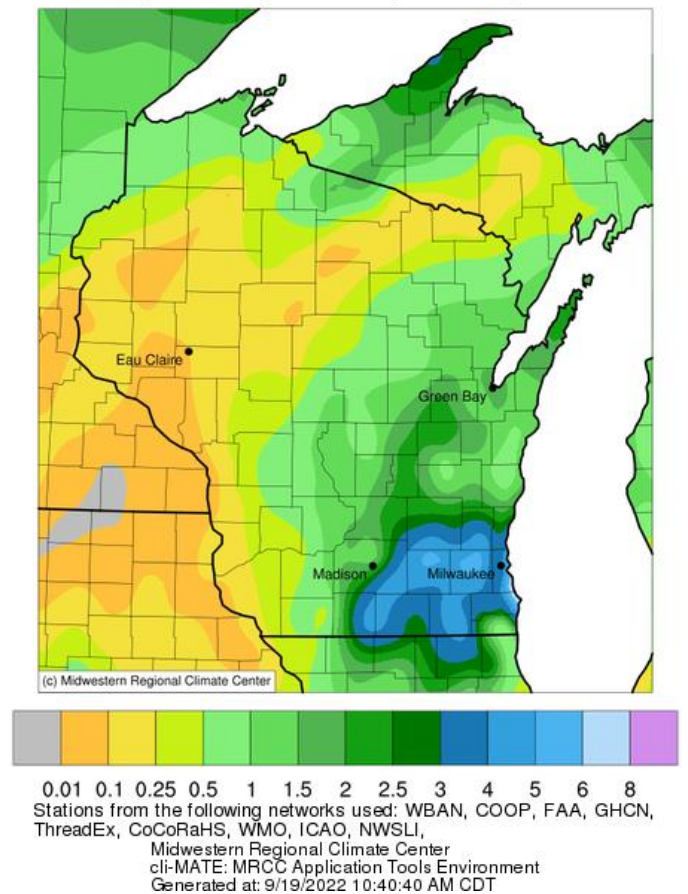 Eau Claire
Green Bay
Madison
Milwaukee
(c) Midwestern Regional Climate Center
0.01 0.1 0.25 0.5 1 1.5 2 2.5 3 4 5 6 8
Stations from the following networks used: WBAN, COOP, FAA, GHCN,
ThreadEx, CoCoRaHS, WMO, ICAO, NWSLI,
Midwestern Regional Climate Center
cli-MATE: MRCC Application Tools Environment
Generated at: 9/19/2022 10:40:40 AM CDT